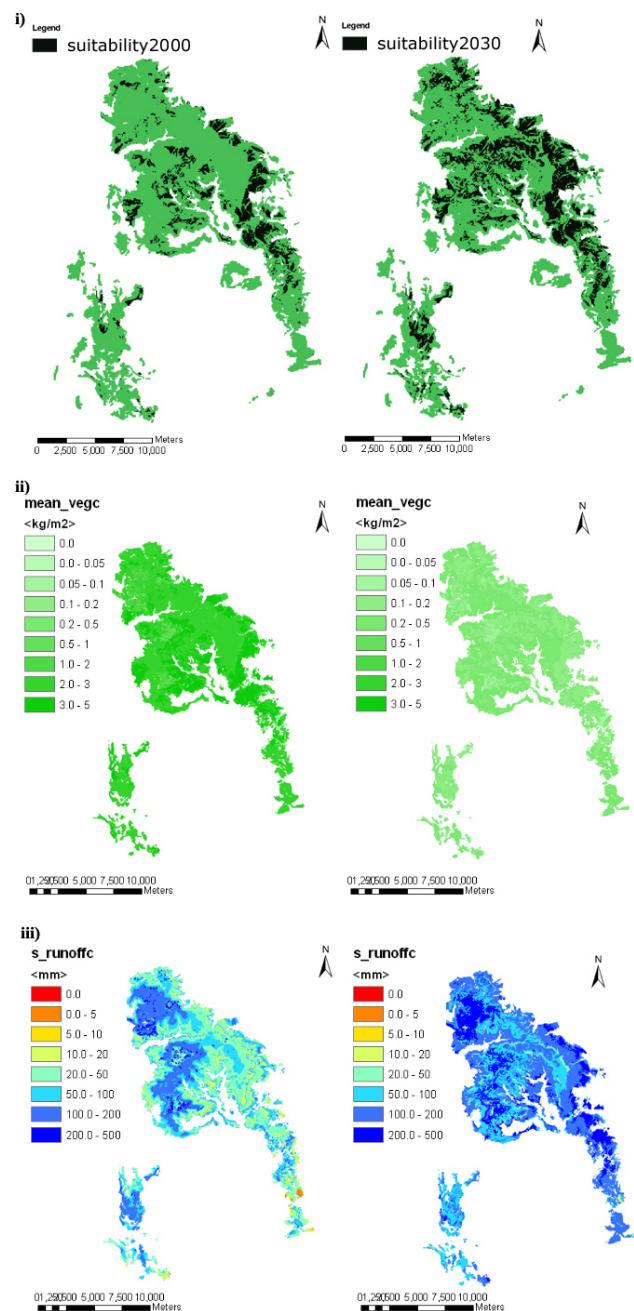 i)
Legend
suitability2000
N
Legend
suitability2030
N
0 2,500 5,000 7,500 10,000 Meters
0 2,500 5,000 7,500 10,000 Meters
ii)
mean_vegc
<kg/m2>
0.0
0.0 - 0.05
0.05 - 0.1
0.1 - 0.2
0.2 - 0.5
0.5 - 1
1.0 - 2
2.0 - 3
3.0 - 5
N
mean_vegc
<kg/m2>
0.0
0.0 - 0.05
0.05 - 0.1
0.1 - 0.2
0.2 - 0.5
0.5 - 1
1.0 - 2
2.0 - 3
3.0 - 5
N
5,000 7,500 10,000 Meters
5,000 7,500 10,000 Meters
iii)
s_runoffc
<mm>
0.0
0.0 - 5
5.0 - 10
10.0 - 20
20.0 - 50
50.0 - 100
100.0 - 200
200.0 - 500
N
s_runoffc
<mm>
0.0
0.0 - 5
5.0 - 10
10.0 - 20
20.0 - 50
50.0 - 100
100.0 - 200
200.0 - 500
N
5,000 7,500 10,000 Meters
5,000 7,500 10,000 Meters